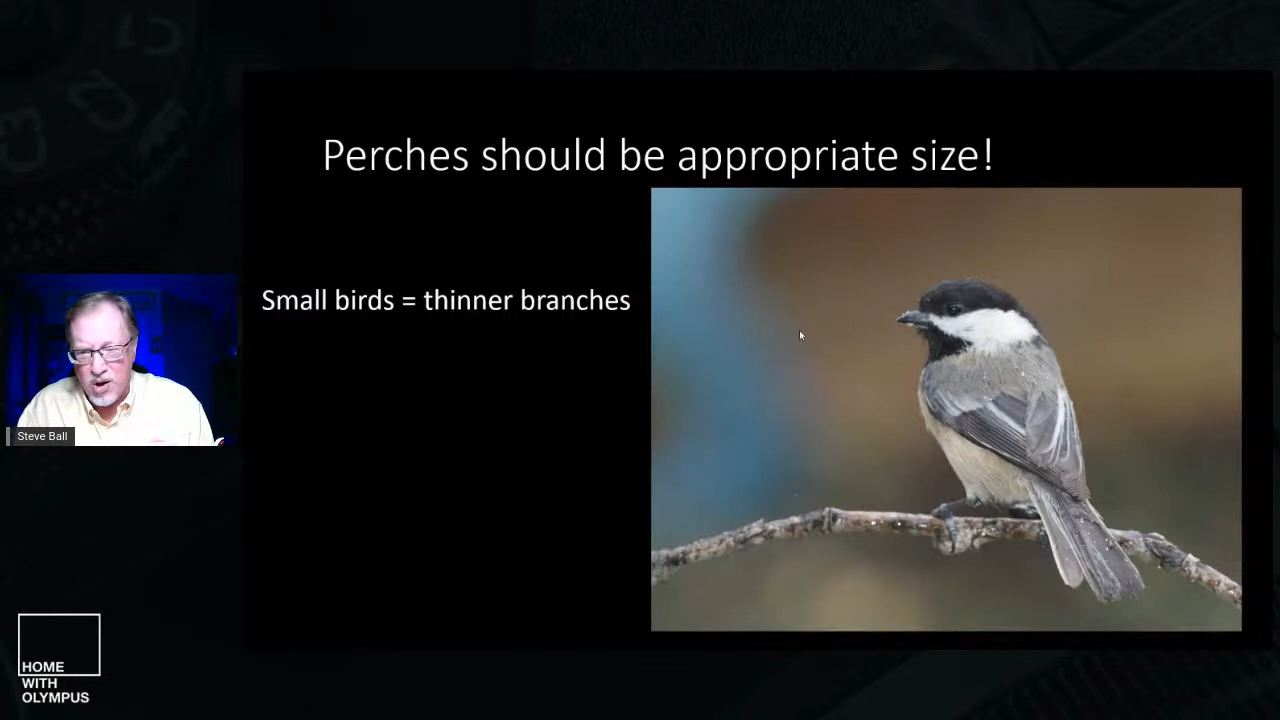 Perches should be appropriate size!
Small birds = thinner branches
Steve Ball
HOME
WITH
OLYMPUS